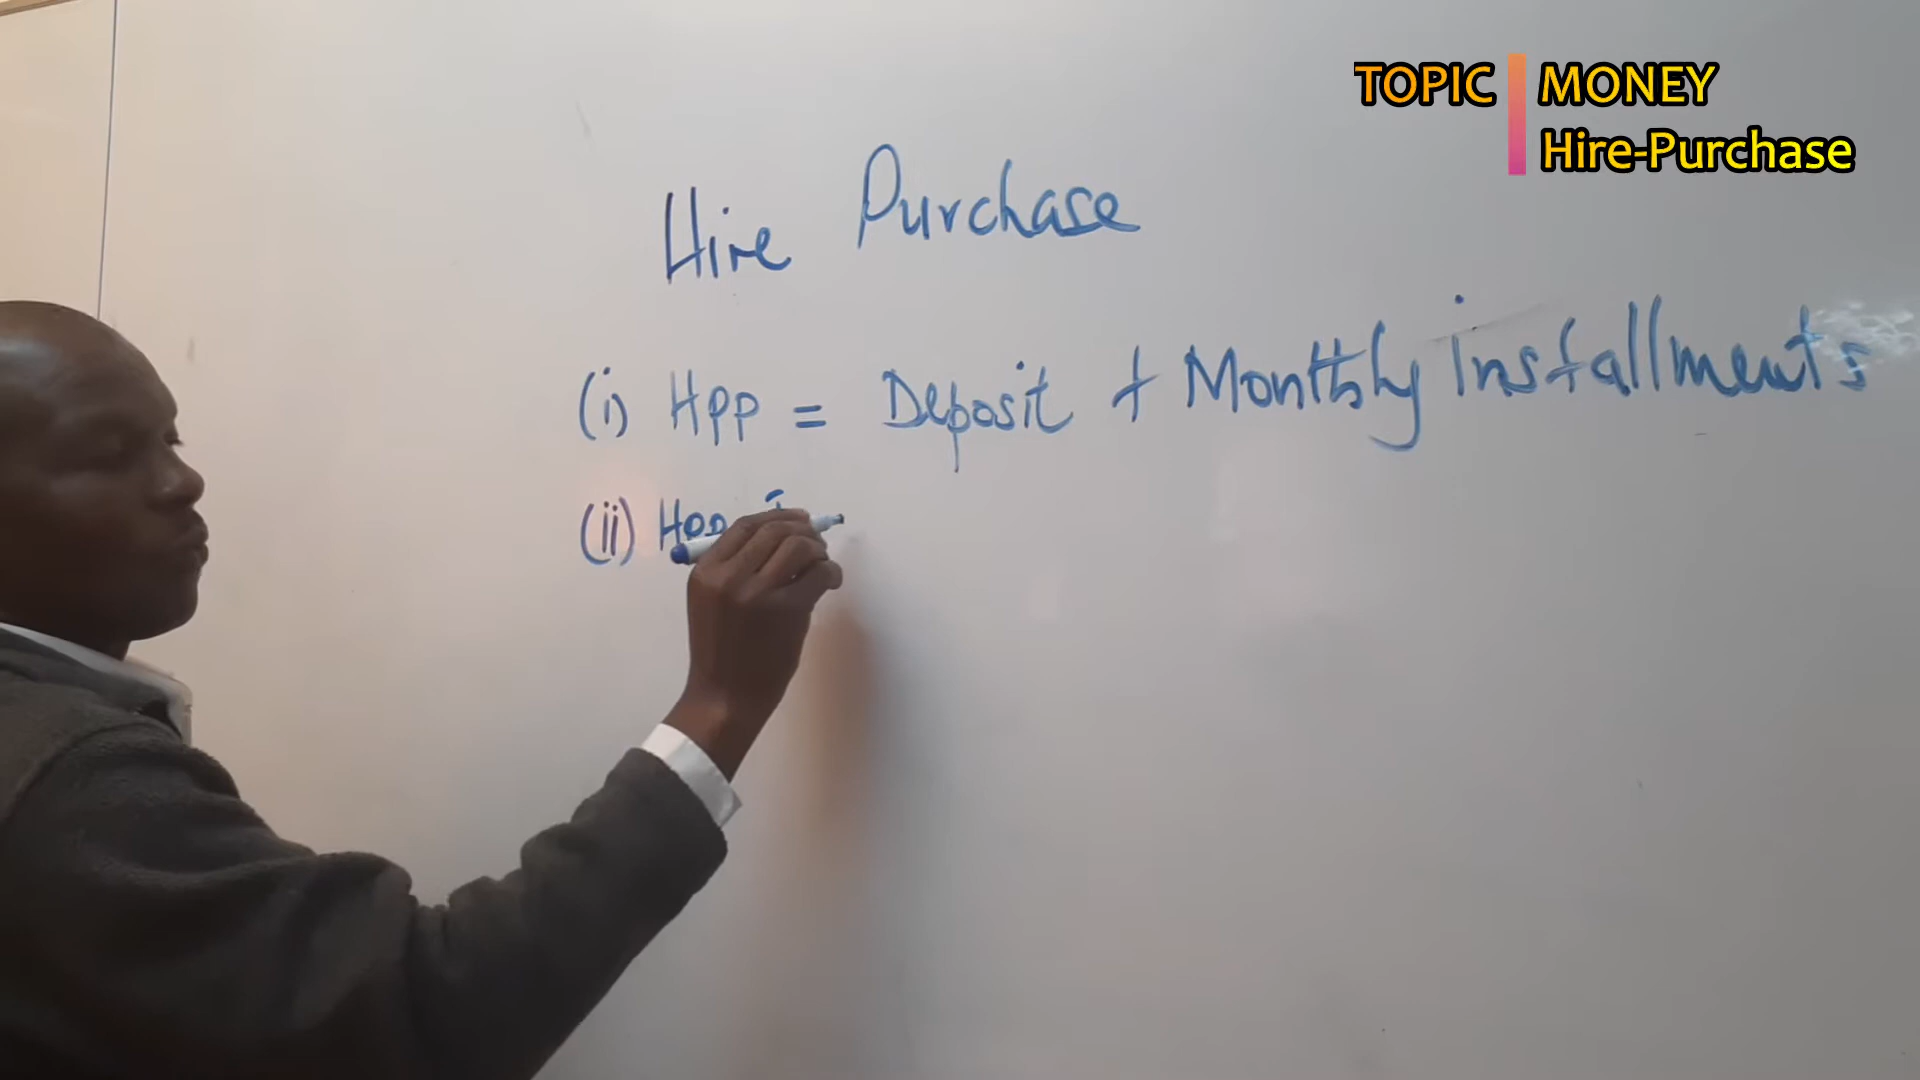 TOPIC MONEY
Hire-Purchase
Hire Purchase
(i) Hpp = Deposit + Monthly installments
(ii) Hpp